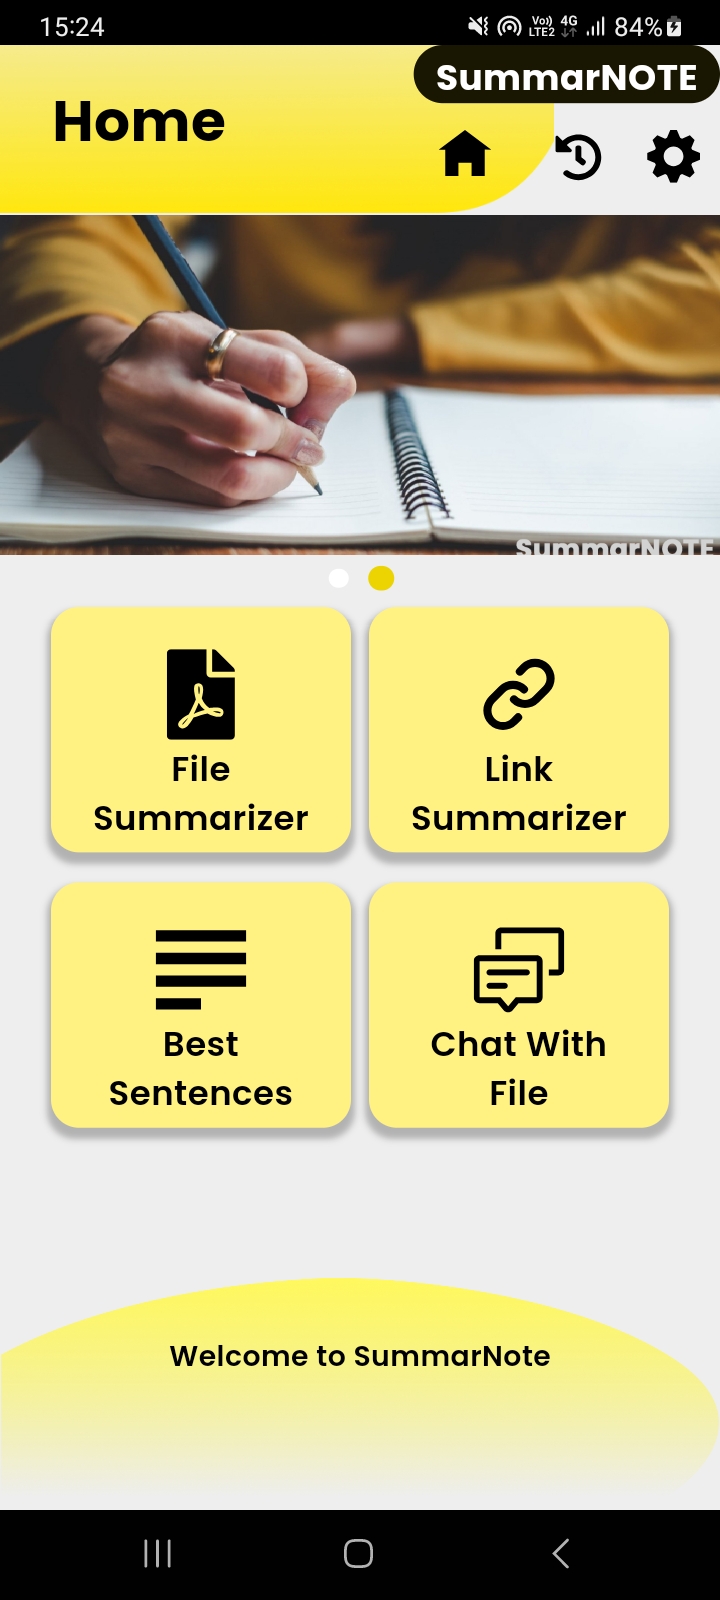 15:24
Vo)) 4G 84%
LTE2
SummarNOTE
Home
SummarNOTE
File
Summarizer
Link
Summarizer
Best
Sentences
Chat With
File
Welcome to SummarNote